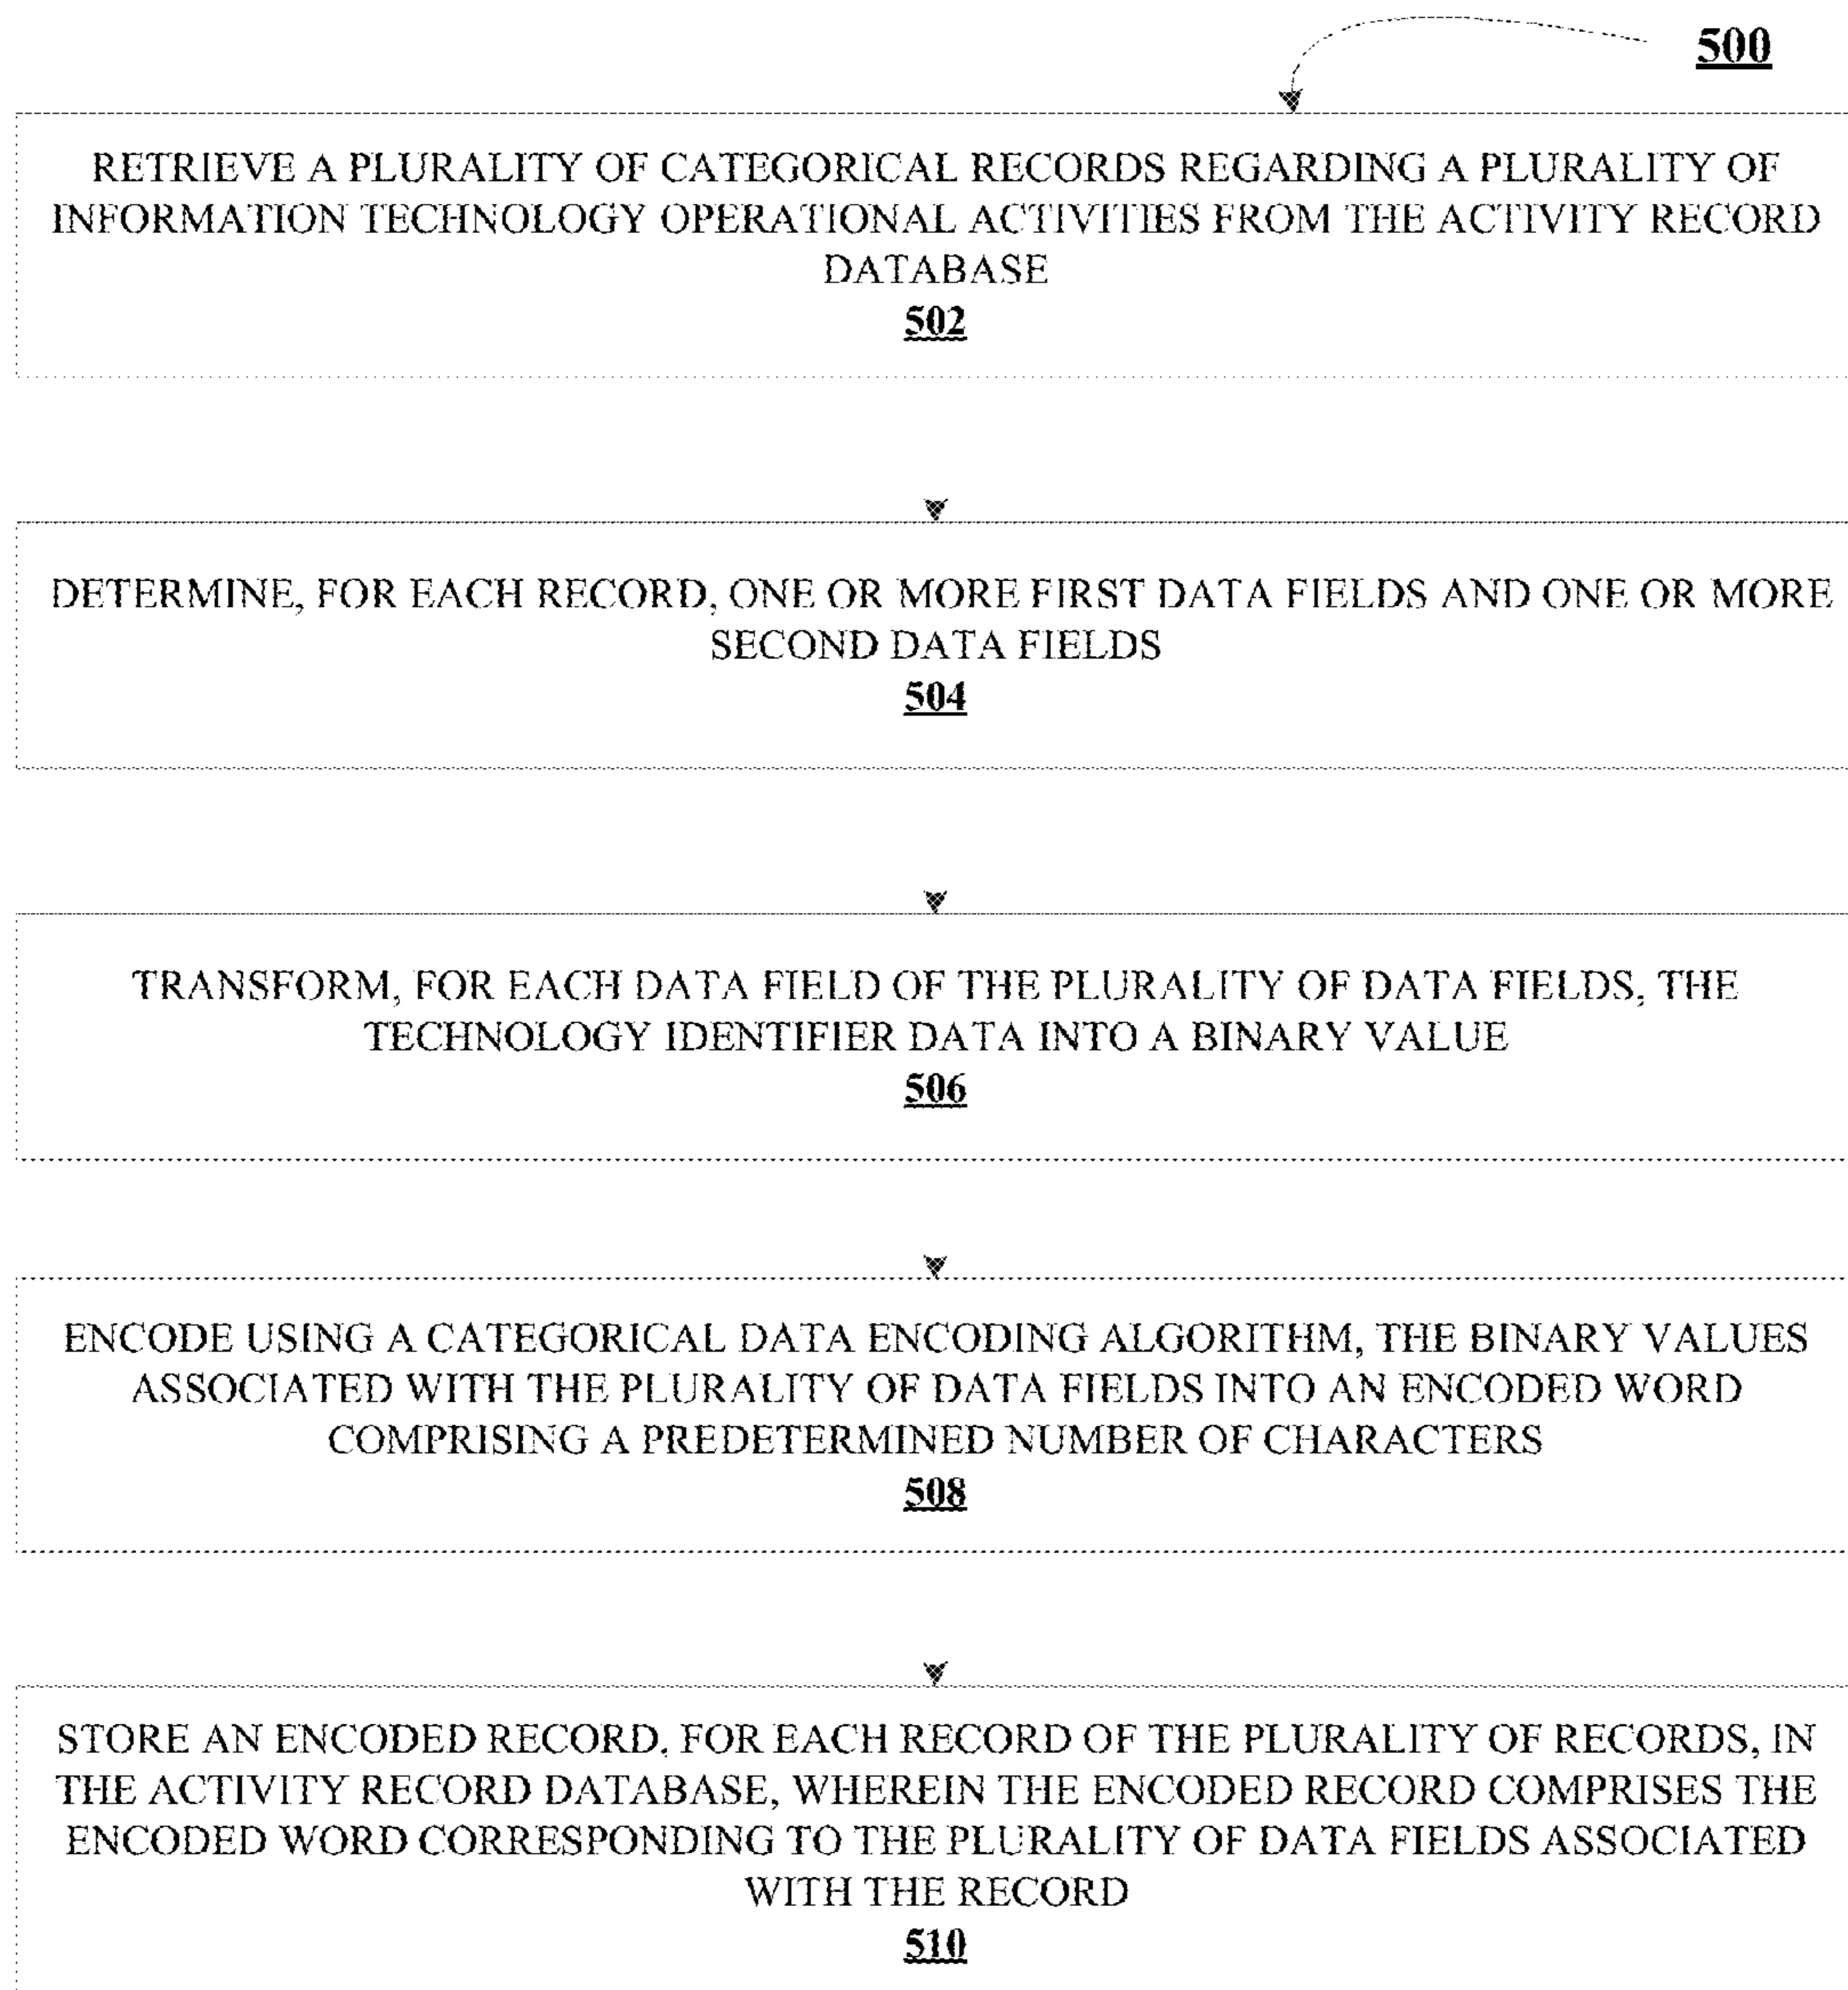 500
RETRIEVE A PLURALITY OF CATEGORICAL RECORDS REGARDING A PLURALITY OF
INFORMATION TECHNOLOGY OPERATIONAL ACTIVITIES FROM THE ACTIVITY RECORD
DATABASE
502
DETERMINE, FOR EACH RECORD, ONE OR MORE FIRST DATA FIELDS AND ONE OR MORE
SECOND DATA FIELDS
504
TRANSFORM, FOR EACH DATA FIELD OF THE PLURALITY OF DATA FIELDS, THE
TECHNOLOGY IDENTIFIER DATA INTO A BINARY VALUE
506
ENCODE USING A CATEGORICAL DATA ENCODING ALGORITHM, THE BINARY VALUES
ASSOCIATED WITH THE PLURALITY OF DATA FIELDS INTO AN ENCODED WORD
COMPRISING A PREDETERMINED NUMBER OF CHARACTERS
508
STORE AN ENCODED RECORD, FOR EACH RECORD OF THE PLURALITY OF RECORDS, IN
THE ACTIVITY RECORD DATABASE, WHEREIN THE ENCODED RECORD COMPRISES THE
ENCODED WORD CORRESPONDING TO THE PLURALITY OF DATA FIELDS ASSOCIATED
WITH THE RECORD
510